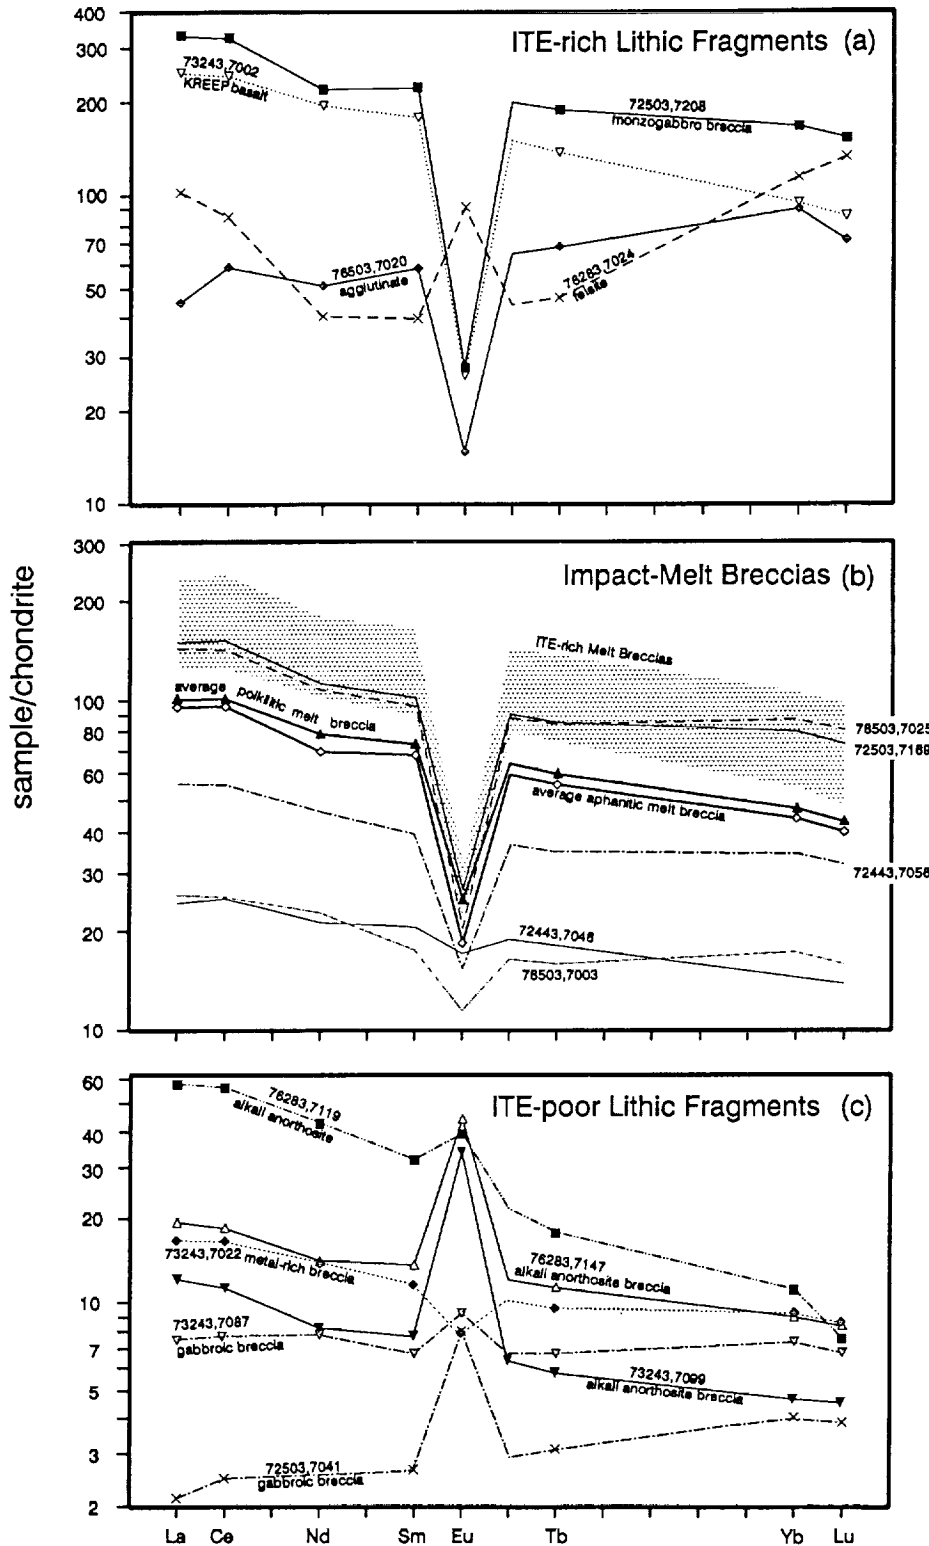 sample/chondrite
ITE-rich Lithic Fragments (a)
400
300
200
100
70
50
30
20
10
73243,7002
KREEP basalt
72503,7208
monzogabbro breccia
76503,7020
agglutinate
76283,7024
felsite
Impact-Melt Breccias (b)
300
200
100
80
60
40
30
20
10
ITE-rich Melt Breccias
average poikilitic melt breccia
average aphanitic melt breccia
76503,7025
72503,7169
72443,7056
72443,7048
76503,7003
ITE-poor Lithic Fragments (c)
60
40
30
20
10
7
5
3
2
76283,7119
alkali anorthosite
73243,7022 metal-rich breccia
76283,7147
alkali anorthosite breccia
73243,7087
gabbroic breccia
73243,7099
alkali anorthosite breccia
72503,7041
gabbroic breccia
La Ce Nd Sm Eu Tb Yb Lu